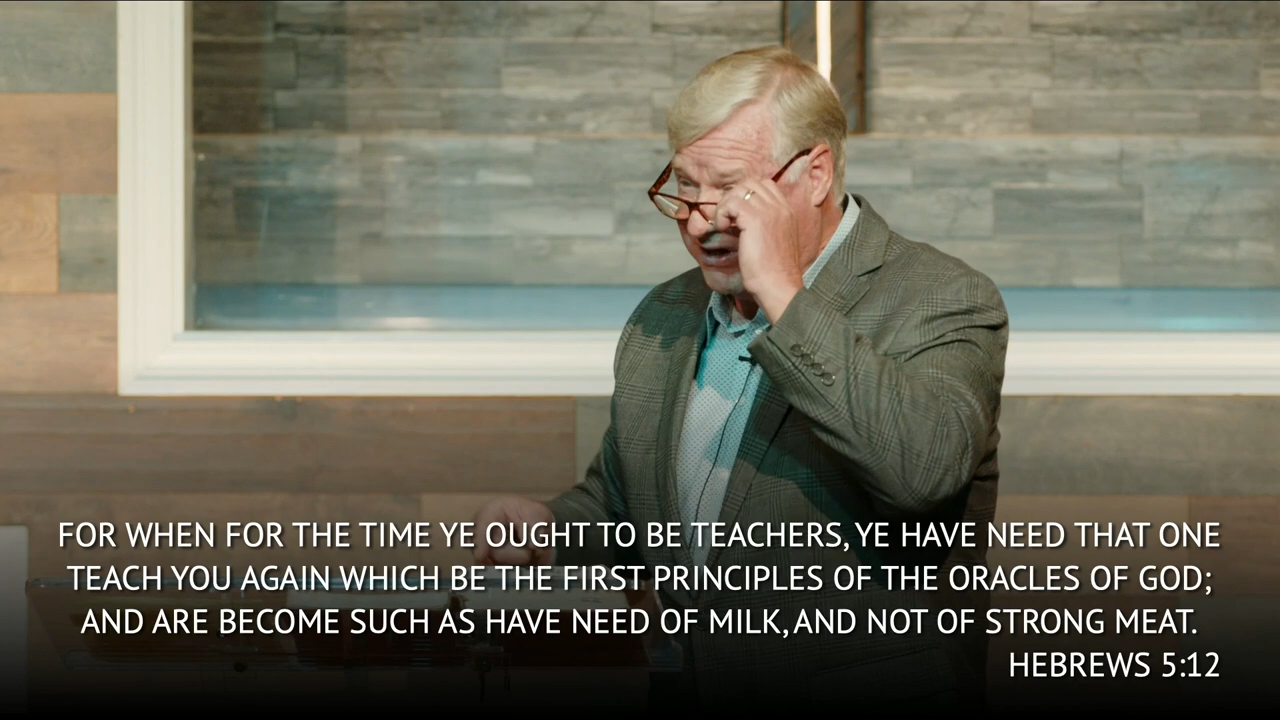 FOR WHEN FOR THE TIME YE OUGHT TO BE TEACHERS, YE HAVE NEED THAT ONE
TEACH YOU AGAIN WHICH BE THE FIRST PRINCIPLES OF THE ORACLES OF GOD;
AND ARE BECOME SUCH AS HAVE NEED OF MILK, AND NOT OF STRONG MEAT.
HEBREWS 5:12